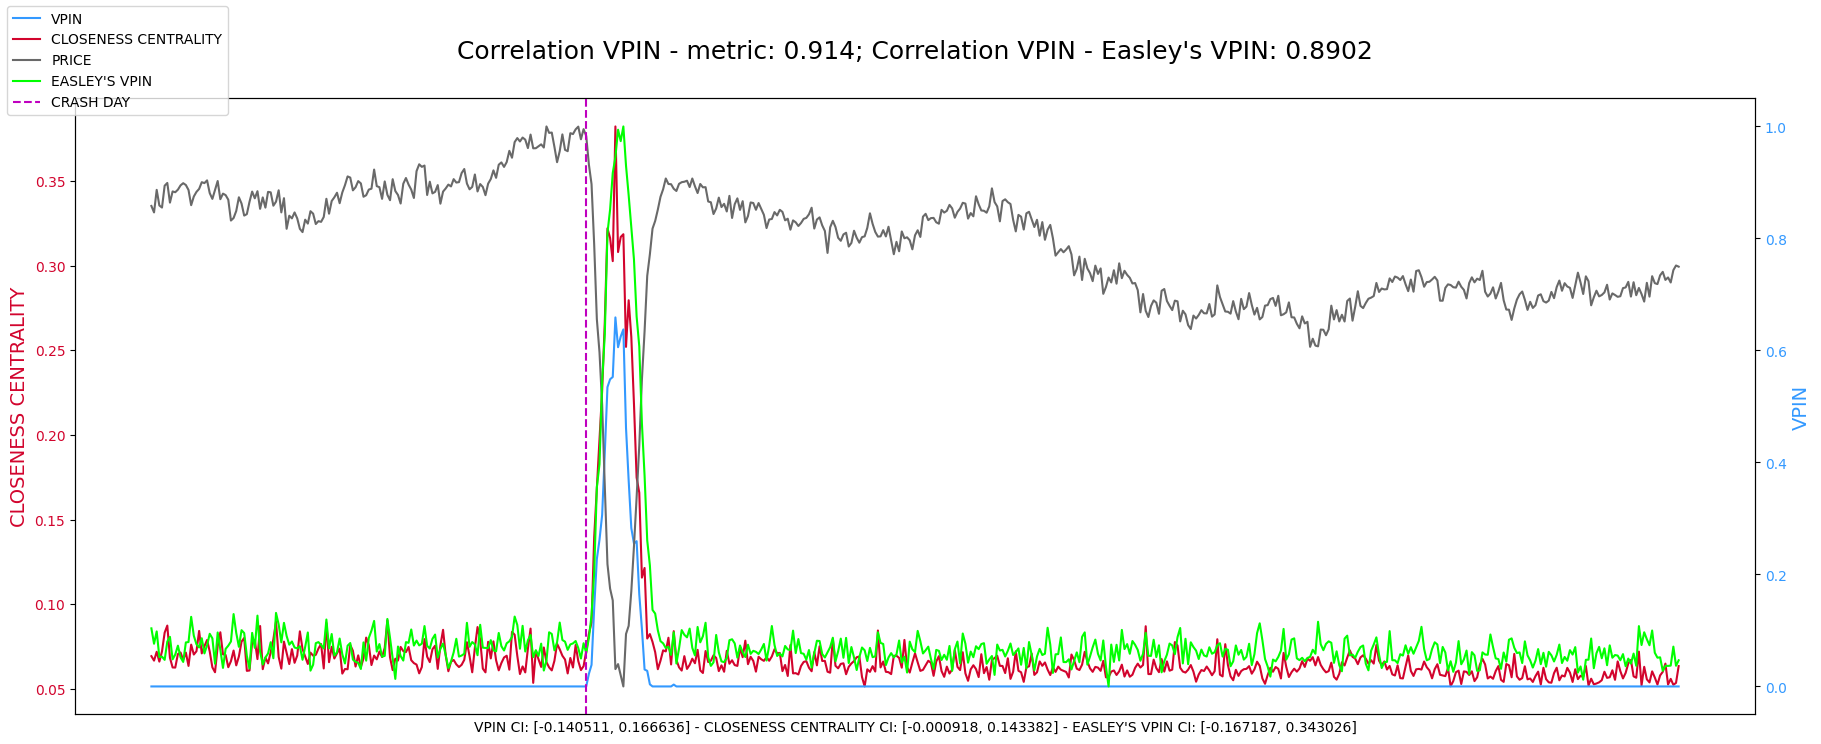 VPIN
CLOSENESS CENTRALITY
PRICE
EASLEY'S VPIN
CRASH DAY
Correlation VPIN - metric: 0.914; Correlation VPIN - Easley's VPIN: 0.8902
CLOSENESS CENTRALITY
0.35
0.30
0.25
0.20
0.15
0.10
0.05
1.0
0.8
0.6
0.4
0.2
0.0
VPIN
VPIN CI: [-0.140511, 0.166636] - CLOSENESS CENTRALITY CI: [-0.000918, 0.143382] - EASLEY'S VPIN CI: [-0.167187, 0.343026]